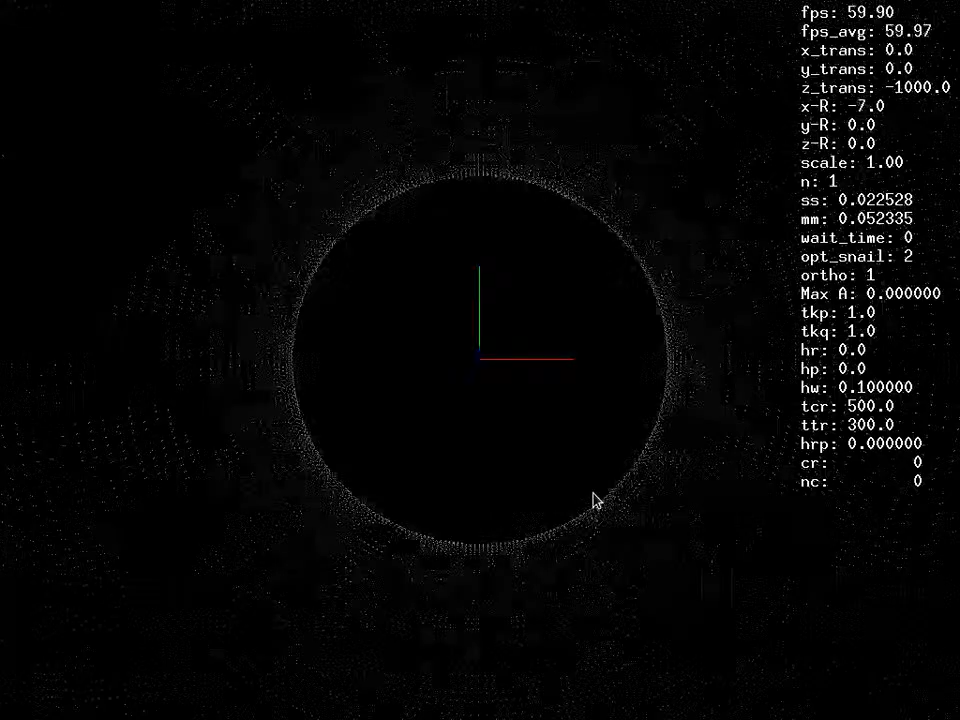 fps: 59.90
fps_avg: 59.97
x_trans: 0.0
y_trans: 0.0
z_trans: -1000.0
x-R: -7.0
y-R: 0.0
z-R: 0.0
scale: 1.00
n: 1
ss: 0.022528
mm: 0.052335
wait_time: 0
opt_snail: 2
ortho: 1
Max A: 0.000000
tkp: 1.0
tkq: 1.0
hr: 0.0
hp: 0.0
hw: 0.100000
tcr: 500.0
ttr: 300.0
hrp: 0.000000
cr: 0
nc: 0